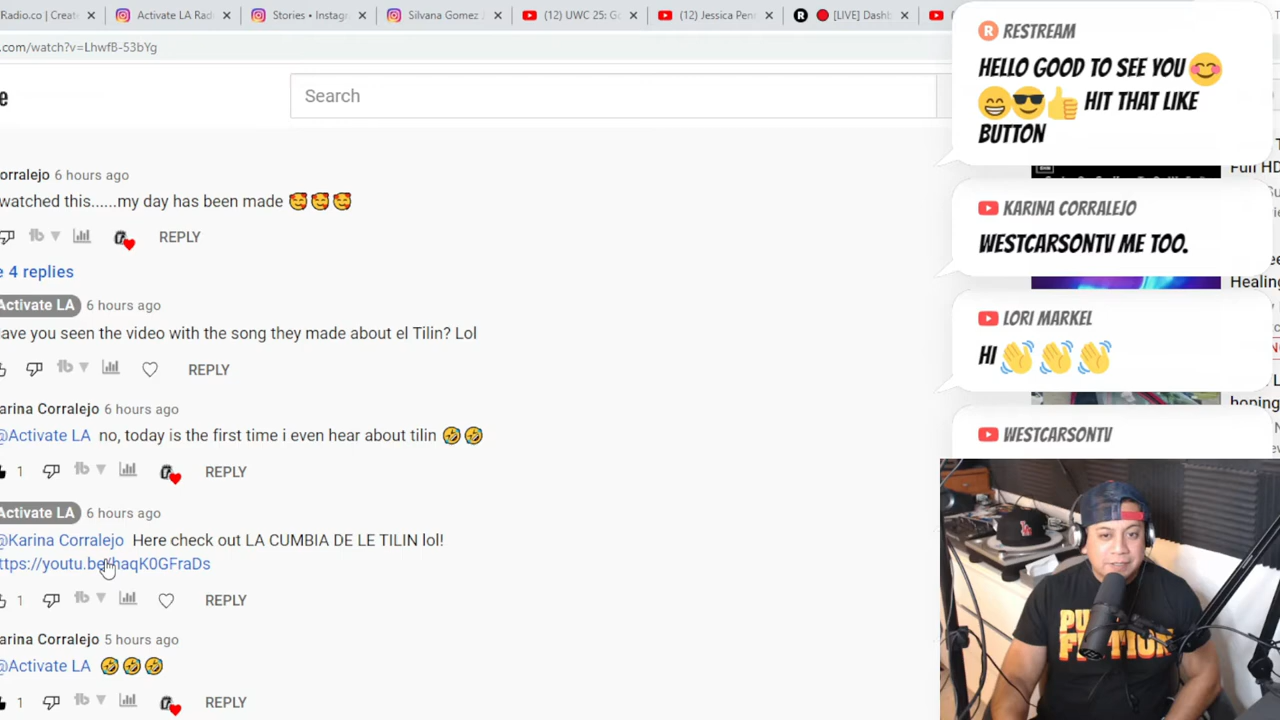 Radio.co | Creat
Activate LA Rad
Stories • Instag
Silvana Gomez J
(12) UWC 25: Go
(12) Jessica Pen
[LIVE] Dashb
.com/watch?v=LhwfB-53bYg
e
Search
RESTREAM
HELLO GOOD TO SEE YOU😊
😁😎👍 HIT THAT LIKE
BUTTON
orralejo 6 hours ago
watched this......my day has been made 🥰🥰🥰
REPLY
e 4 replies
KARINA CORRALEJO
WESTCARSONTV ME TOO.
Activate LA 6 hours ago
ave you seen the video with the song they made about el Tilin? Lol
REPLY
LORI MARKEL
HI👋👋👋
arina Corralejo 6 hours ago
@Activate LA no, today is the first time i even hear about tilin 🤣🤣
1 REPLY
WESTCARSONTV
Activate LA 6 hours ago
@Karina Corralejo Here check out LA CUMBIA DE LE TILIN lol!
1 REPLY
arina Corralejo 5 hours ago
@Activate LA 🤣🤣🤣
1 REPLY
Full HD
Healing
hoping